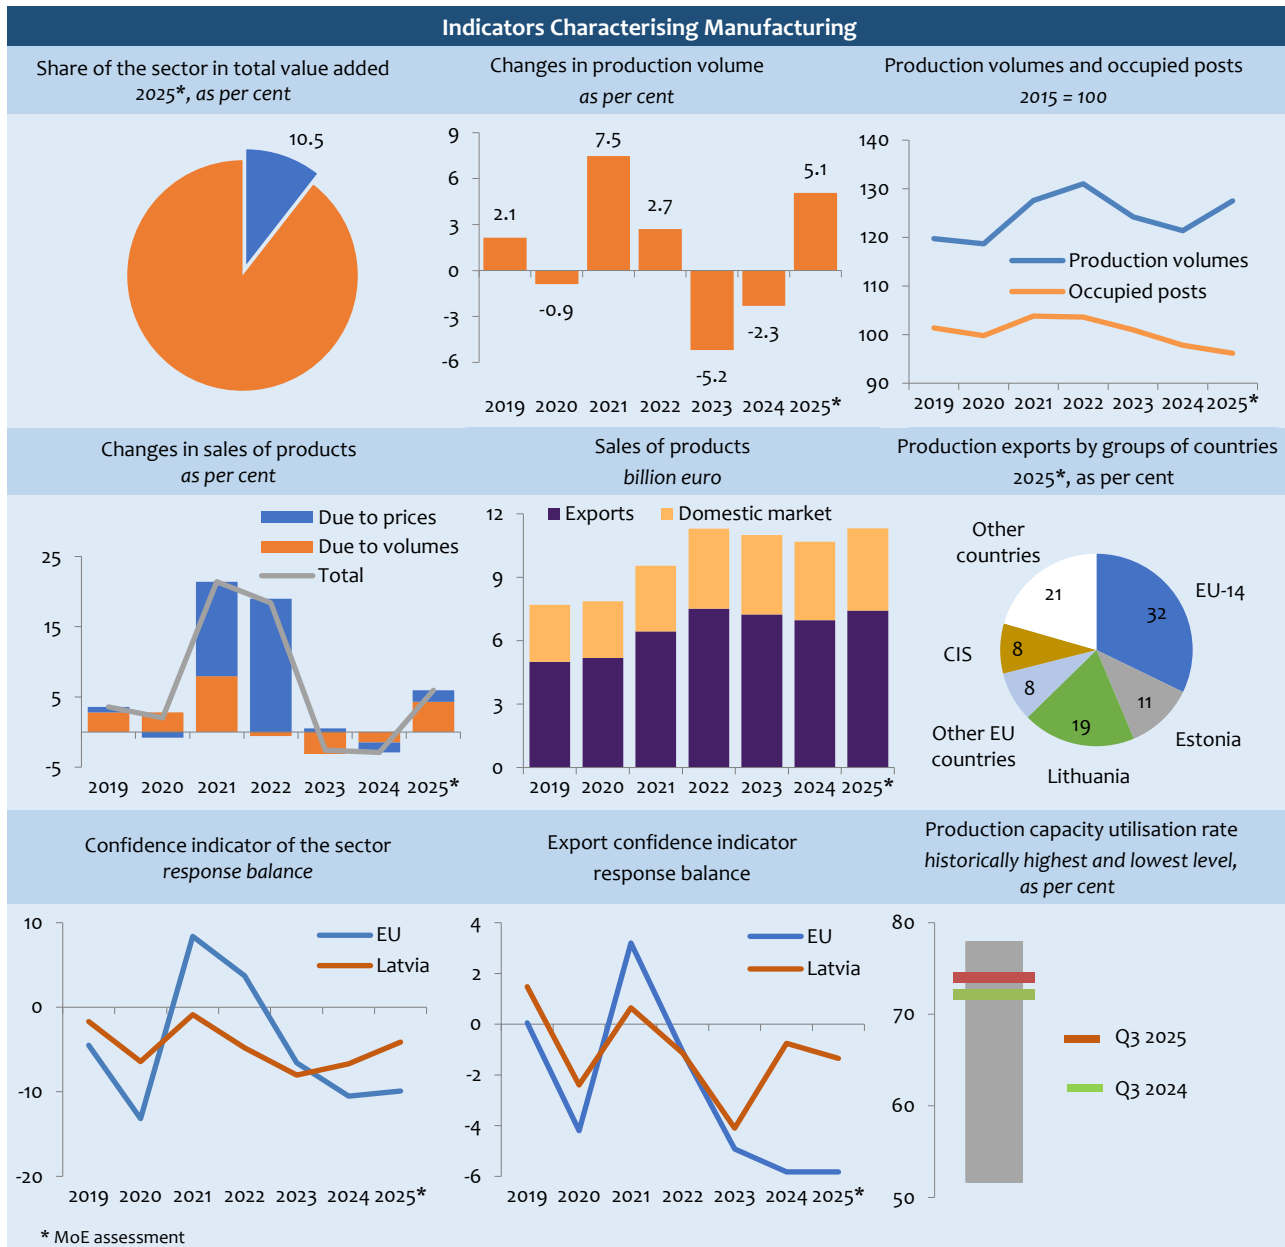 Indicators Characterising Manufacturing
Share of the sector in total value added
2025*, as per cent
10.5
Changes in production volume
as per cent
9
6
3
0
-3
-6
2.1
-0.9
7.5
2.7
-5.2
-2.3
5.1
2019 2020 2021 2022 2023 2024 2025*
Production volumes and occupied posts
2015 = 100
140
130
120
110
100
90
Production volumes
Occupied posts
2019 2020 2021 2022 2023 2024 2025*
Changes in sales of products
as per cent
Due to prices
Due to volumes
Total
25
15
5
-5
2019 2020 2021 2022 2023 2024 2025*
Sales of products
billion euro
Exports
Domestic market
12
9
6
3
0
2019 2020 2021 2022 2023 2024 2025*
Production exports by groups of countries
2025*, as per cent
Other
countries
21
EU-14
32
CIS
8
8
11
Other EU
countries
19
Estonia
Lithuania
Confidence indicator of the sector
response balance
10
0
-10
-20
EU
Latvia
2019 2020 2021 2022 2023 2024 2025*
Export confidence indicator
response balance
4
2
0
-2
-4
-6
EU
Latvia
2019 2020 2021 2022 2023 2024 2025*
Production capacity utilisation rate
historically highest and lowest level,
as per cent
80
70
60
50
Q3 2025
Q3 2024
* MoE assessment